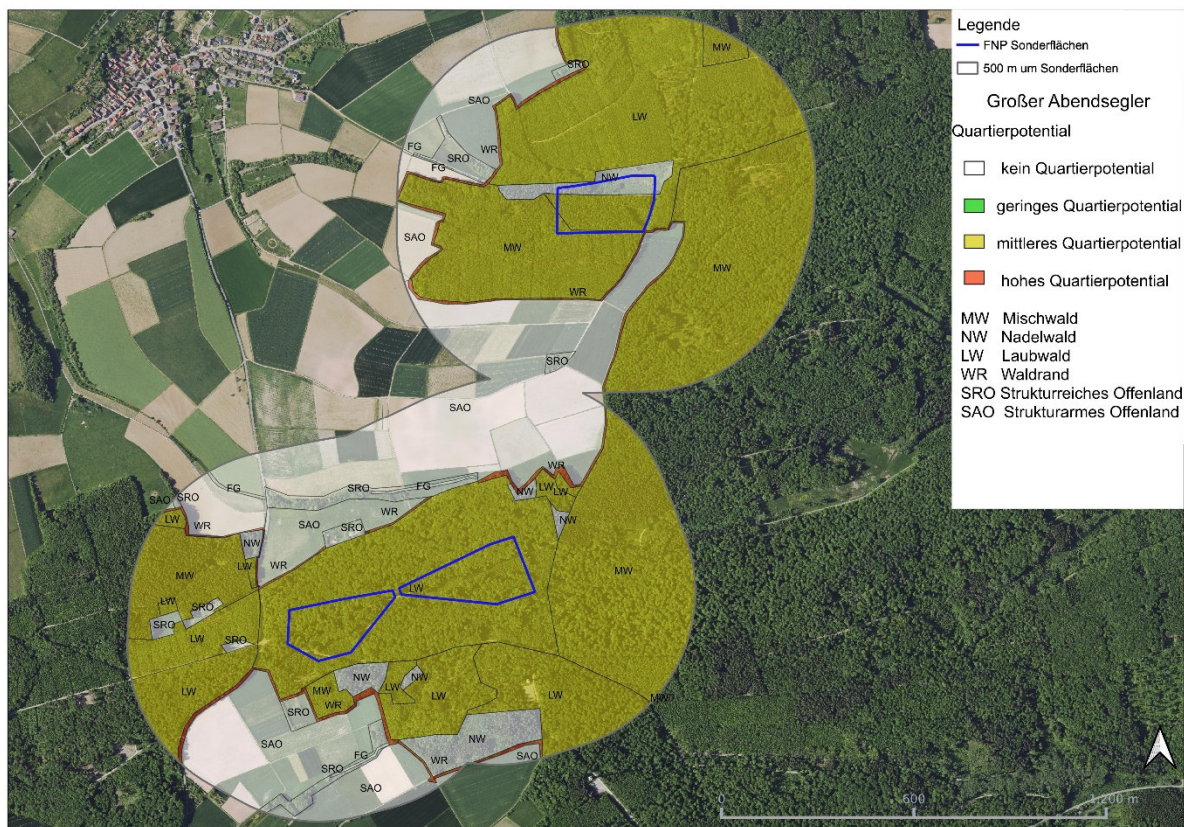 Legende
FNP Sonderflächen
500 m um Sonderflächen
Großer Abendsegler
Quartierpotential
kein Quartierpotential
geringes Quartierpotential
mittleres Quartierpotential
hohes Quartierpotential
MW Mischwald
NW Nadelwald
LW Laubwald
WR Waldrand
SRO Strukturreiches Offenland
SAO Strukturarmes Offenland
MW
SRO
SAO
LW
FG
SRO
WR
FG
NW
SAO
MW
MW
WR
SRO
SAO
WR
SAO
SRO
FG
SRO
FG
NW
LW
LW
LW
WR
SAO
WR
SRO
NW
NW
LW
WR
MW
MW
LW
LW
SRO
SRO
LW
SRO
LW
MW
NW
LW
NW
LW
LW
MW
WR
SRO
SAO
FG
SRO
WR
NW
SAO
SAO
0 600 1.200 m